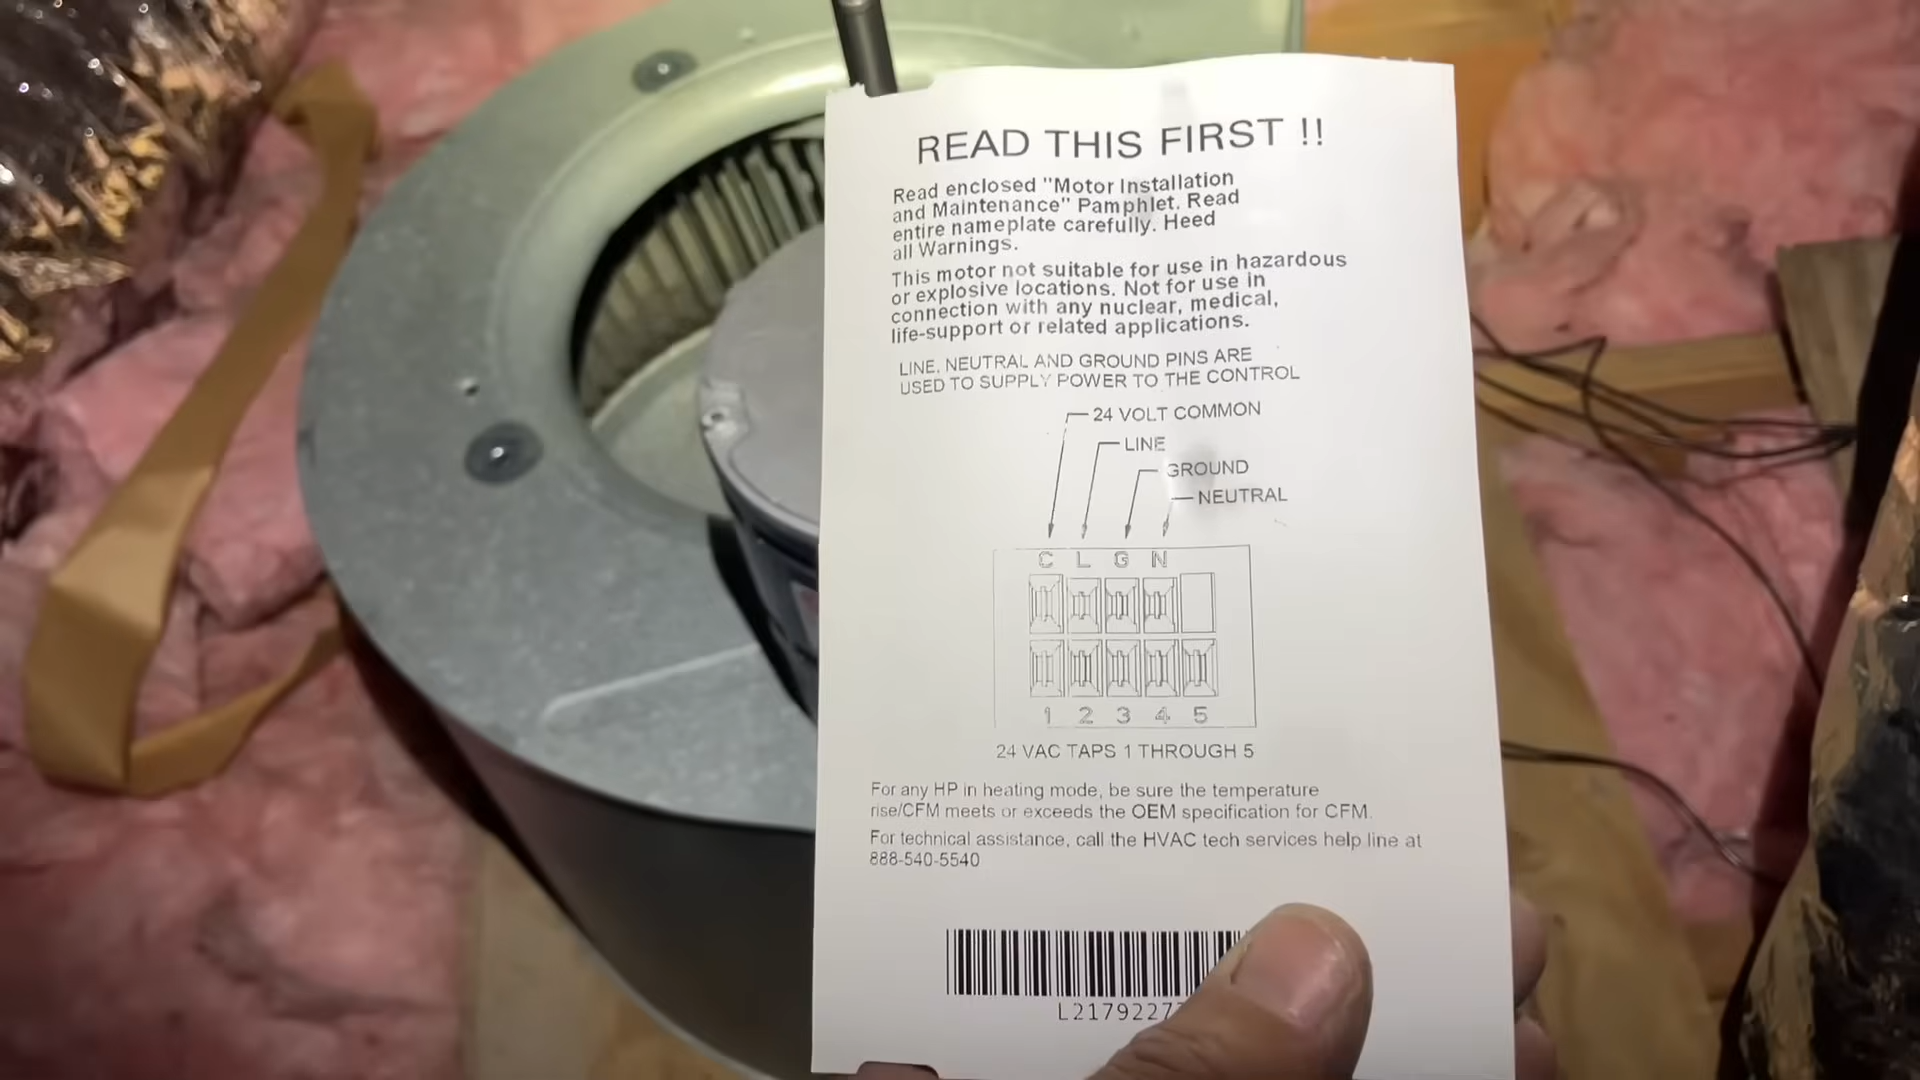 READ THIS FIRST !!
Read enclosed "Motor Installation
and Maintenance" Pamphlet. Read
entire nameplate carefully. Heed
all Warnings.
This motor not suitable for use in hazardous
or explosive locations. Not for use in
connection with any nuclear, medical,
life-support or related applications.
LINE, NEUTRAL AND GROUND PINS ARE
USED TO SUPPLY POWER TO THE CONTROL
24 VOLT COMMON
LINE
GROUND
NEUTRAL
C L G N
1 2 3 4 5
24 VAC TAPS 1 THROUGH 5
For any HP in heating mode, be sure the temperature
rise/CFM meets or exceeds the OEM specification for CFM.
For technical assistance, call the HVAC tech services help line at
888-540-5540